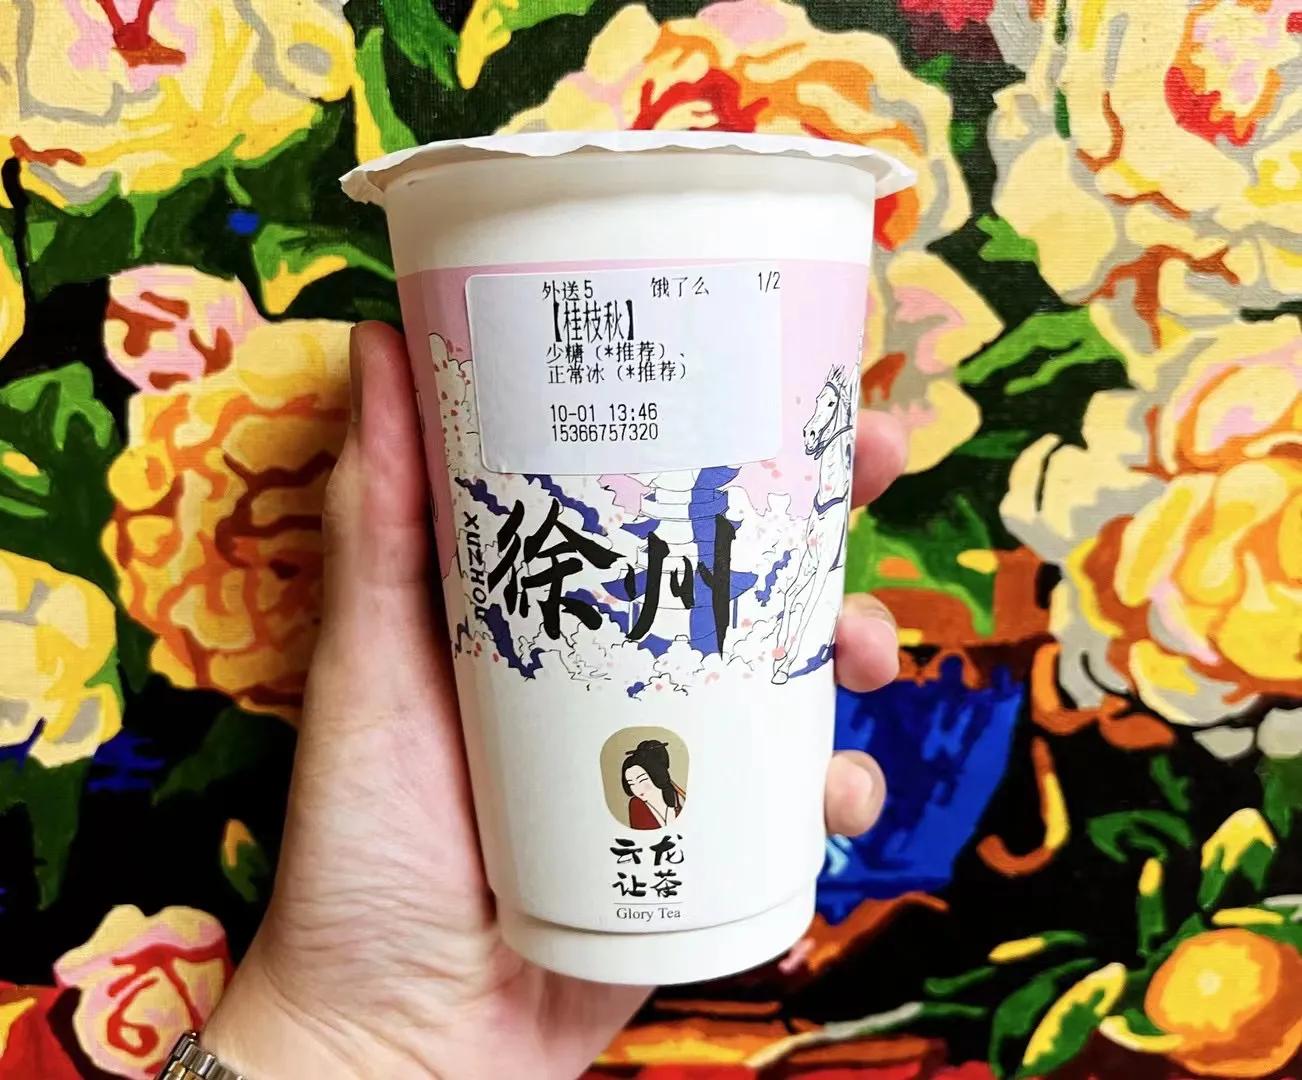 外送5 饿了么 1/2
【桂枝秋】
少糖（*推荐）、
正常冰（*推荐）
10-01 13:46
15366757320
XUZHOU
徐州
云龙
让茶
Glory Tea